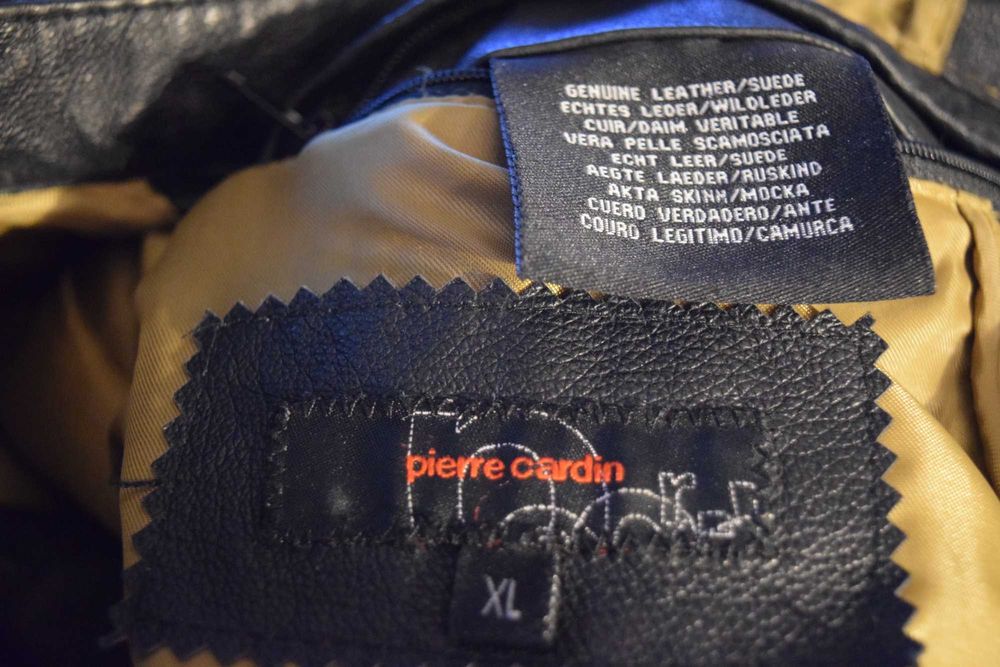 GENUINE LEATHER/SUEDE
ECHTES LEDER/WILDLEDER
CUIR/DAIM VERITABLE
VERA PELLE SCAMOSCIATA
ECHT LEER/SUEDE
AEGTE LAEDER/RUSKIND
AKTA SKINN/MOCKA
CUERO VERDADERO/ANTE
COURO LEGITIMO/CAMURCA
pierre cardin
XL